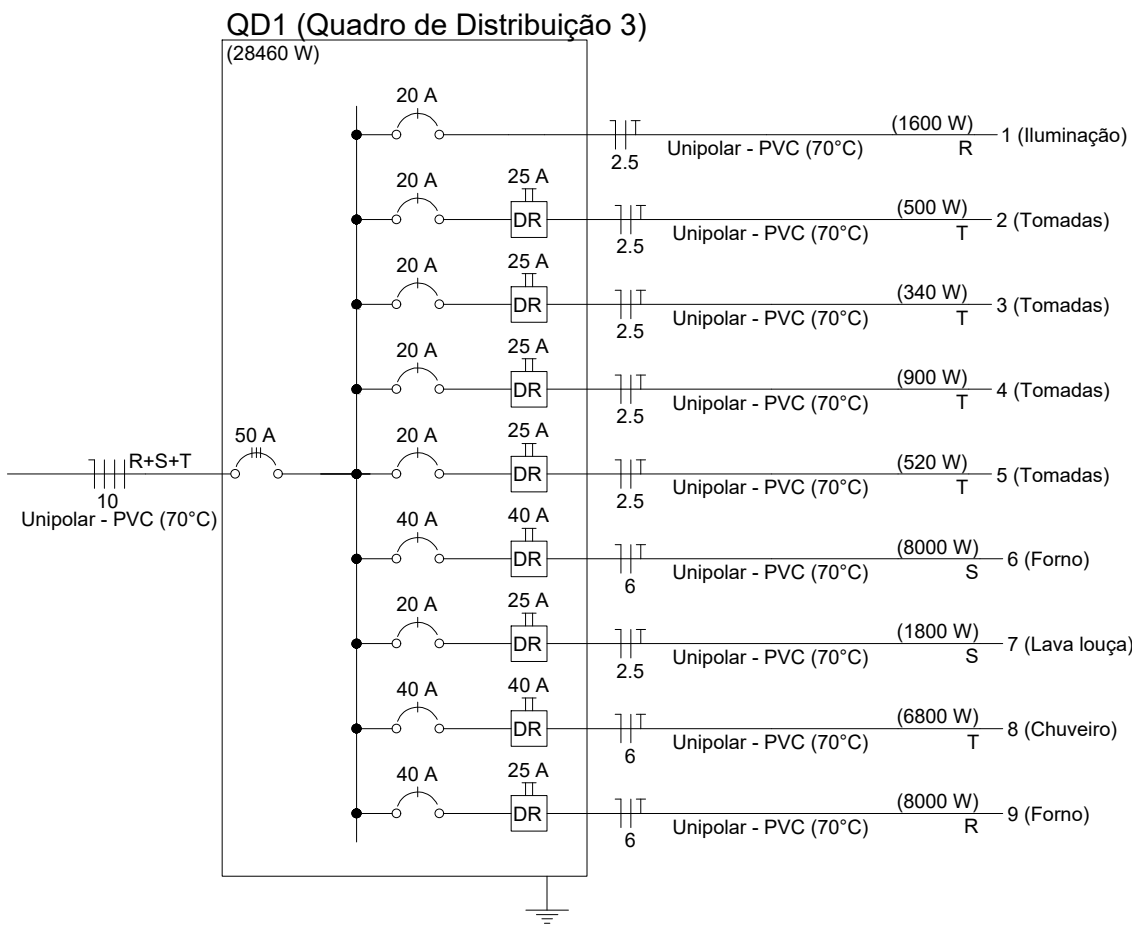 QD1 (Quadro de Distribuição 3)
(28460 W)
20 A
(1600 W)
1 (Iluminação)
2.5
Unipolar - PVC (70°C)
R
20 A
25 A
DR
(500 W)
2 (Tomadas)
2.5
Unipolar - PVC (70°C)
T
20 A
25 A
DR
(340 W)
3 (Tomadas)
2.5
Unipolar - PVC (70°C)
T
20 A
25 A
DR
(900 W)
4 (Tomadas)
2.5
Unipolar - PVC (70°C)
T
R+S+T
50 A
10
Unipolar - PVC (70°C)
20 A
25 A
DR
(520 W)
5 (Tomadas)
2.5
Unipolar - PVC (70°C)
T
40 A
40 A
DR
(8000 W)
6 (Forno)
6
Unipolar - PVC (70°C)
S
20 A
25 A
DR
(1800 W)
7 (Lava louça)
2.5
Unipolar - PVC (70°C)
S
40 A
40 A
DR
(6800 W)
8 (Chuveiro)
6
Unipolar - PVC (70°C)
T
40 A
25 A
DR
(8000 W)
9 (Forno)
6
Unipolar - PVC (70°C)
R